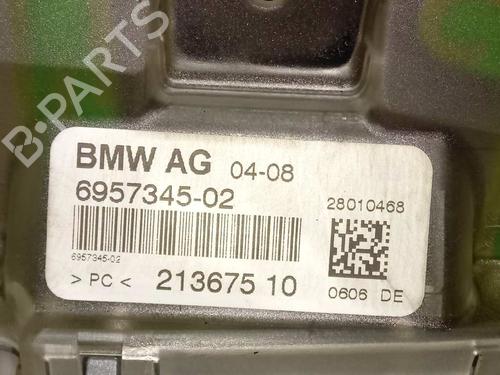 B-PARTS
BMW AG 04-08
6957345-02
28010468
6957345-02
> PC < 213675 10
0606 DE